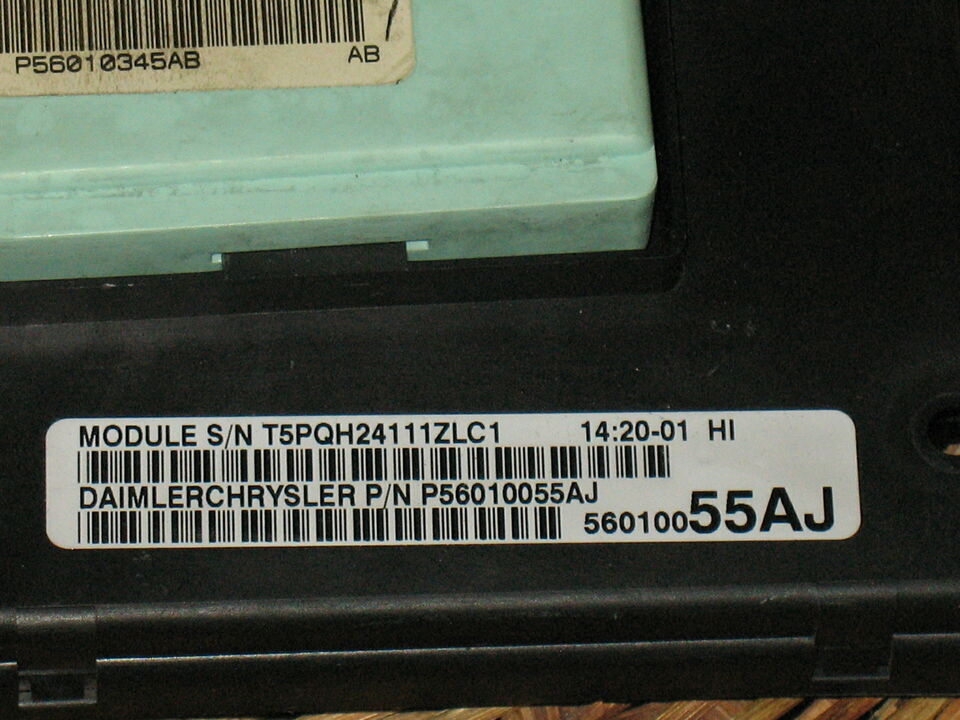 P56010345AB AB
MODULE S/N T5PQH24111ZLC1 14:20-01 HI
DAIMLERCHRYSLER P/N P56010055AJ
56010055AJ